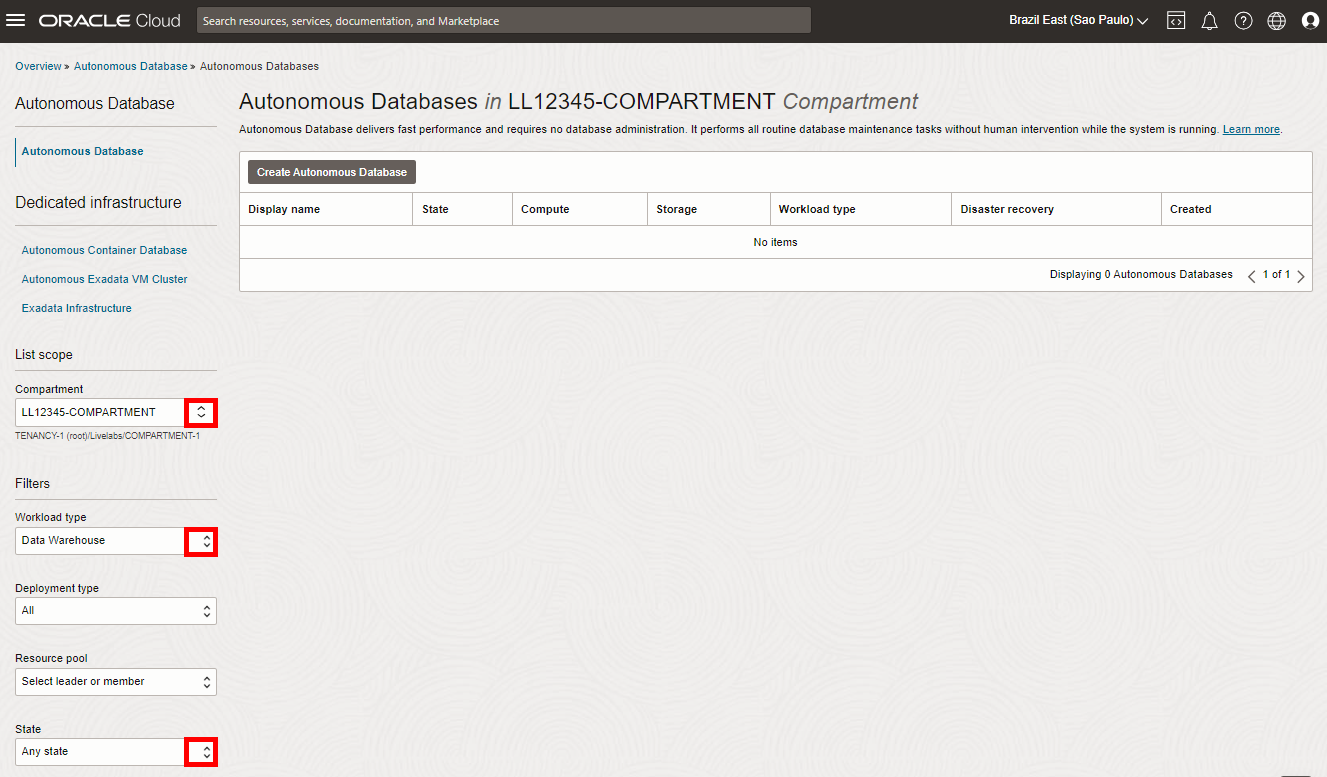 ORACLE Cloud
Search resources, services, documentation, and Marketplace
Brazil East (Sao Paulo)
Overview » Autonomous Database » Autonomous Databases
Autonomous Database
Autonomous Database
Dedicated infrastructure
Autonomous Container Database
Autonomous Exadata VM Cluster
Exadata Infrastructure
List scope
Compartment
LL12345-COMPARTMENT
TENANCY-1 (root)/Livelabs/COMPARTMENT-1
Filters
Workload type
Data Warehouse
Deployment type
All
Resource pool
Select leader or member
State
Any state
Autonomous Databases in LL12345-COMPARTMENT Compartment
Autonomous Database delivers fast performance and requires no database administration. It performs all routine database maintenance tasks without human intervention while the system is running. Learn more.
Create Autonomous Database
Display name State Compute Storage Workload type Disaster recovery Created
No items
Displaying 0 Autonomous Databases 1 of 1